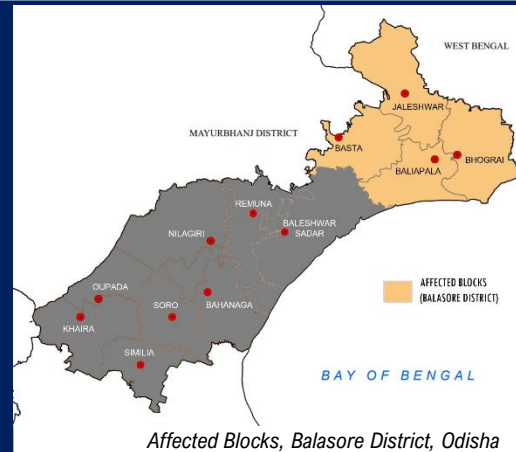 WEST BENGAL
JALESHWAR
MAYURBHANJ DISTRICT
BASTA
BHOGRAI
BALIAPALA
REMUNA
BALESHWAR
SADAR
NILAGIRI
AFFECTED BLOCKS
(BALASORE DISTRICT)
OUPADA
BAHANAGA
SORO
KHAIRA
SIMILIA
BAY OF BENGAL
Affected Blocks, Balasore District, Odisha